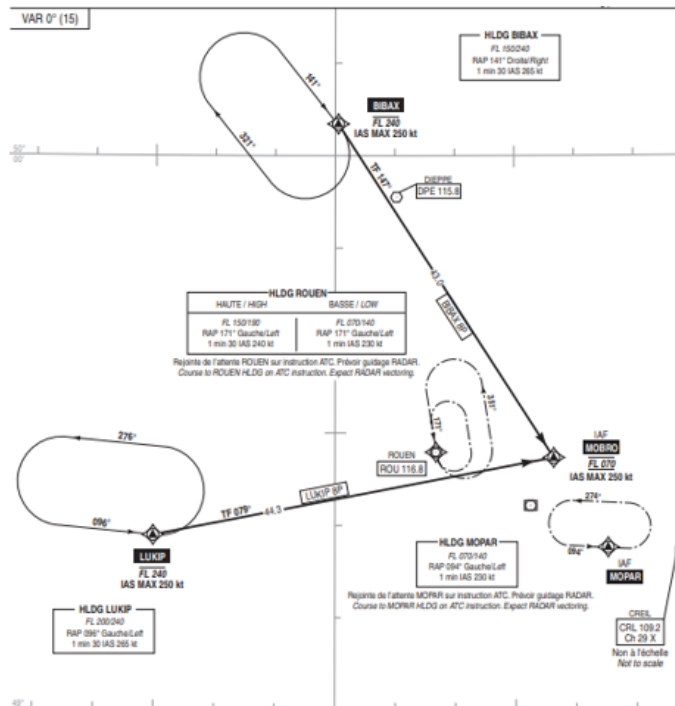 VAR 0° (15)
HLDG BIBAX
FL 150/240
RAP 141° Droite/Right
1 min 30 IAS 265 kt
141°
321°
BIBAX
FL 240
IAS MAX 250 kt
50°
00'
TF 147°
DIEPPE
DPE 115.8
43.0
BIBAX 8P
HLDG ROUEN
HAUTE / HIGH BASSE / LOW
FL 150/190 FL 070/140
RAP 171° Gauche/Left RAP 171° Gauche/Left
1 min 30 IAS 240 kt 1 min IAS 230 kt
Rejointe de l'attente ROUEN sur instruction ATC. Prévoir guidage RADAR.
Course to ROUEN HLDG on ATC instruction. Expect RADAR vectoring.
351°
171°
ROUEN
ROU 116.8
IAF
MOBRO
FL 070
IAS MAX 250 kt
276°
096°
TF 079°
44.3
LUKIP 8P
LUKIP
FL 240
IAS MAX 250 kt
274°
094°
IAF
MOPAR
HLDG MOPAR
FL 070/140
RAP 094° Gauche/Left
1 min IAS 230 kt
Rejointe de l'attente MOPAR sur instruction ATC. Prévoir guidage RADAR.
Course to MOPAR HLDG on ATC instruction. Expect RADAR vectoring.
HLDG LUKIP
FL 200/240
RAP 096° Gauche/Left
1 min 30 IAS 265 kt
CREIL
CRL 109.2
Ch 29 X
Non à l'échelle
Not to scale
49°